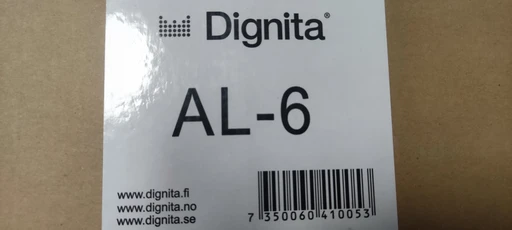 Dignita®
AL-6
www.dignita.fi
www.dignita.no
www.dignita.se
7 350060 410053